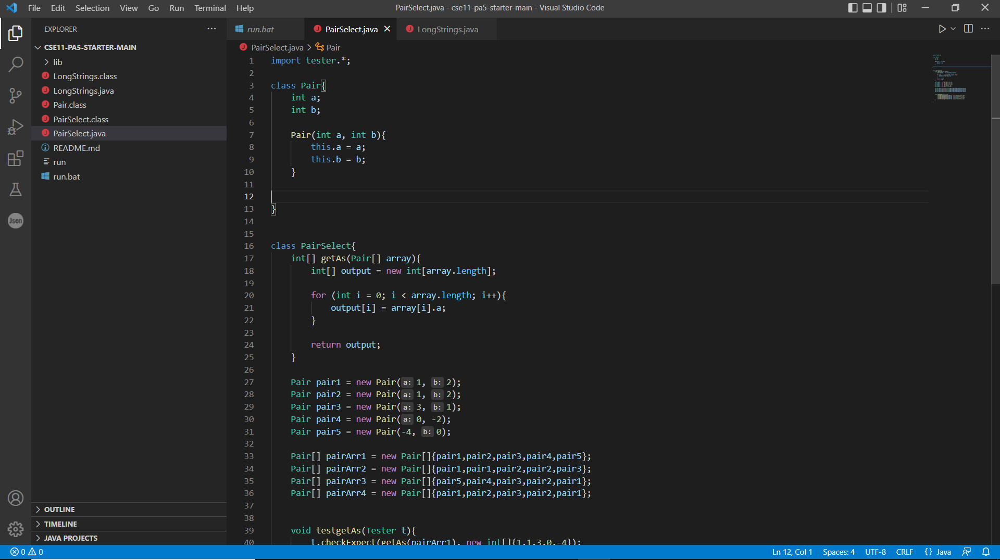 File Edit Selection View Go Run Terminal Help
PairSelect.java - cse11-pa5-starter-main - Visual Studio Code
EXPLORER
CSE11-PA5-STARTER-MAIN
lib
LongStrings.class
LongStrings.java
Pair.class
PairSelect.class
PairSelect.java
README.md
run
run.bat
Json
OUTLINE
TIMELINE
JAVA PROJECTS
run.bat PairSelect.java LongStrings.java
PairSelect.java > Pair
1 import tester.*;
2
3 class Pair{
4 int a;
5 int b;
6
7 Pair(int a, int b){
8 this.a = a;
9 this.b = b;
10 }
11
12
13 }
14
15
16 class PairSelect{
17 int[] getAs(Pair[] array){
18 int[] output = new int[array.length];
19
20 for (int i = 0; i < array.length; i++){
21 output[i] = array[i].a;
22 }
23
24 return output;
25 }
26
27 Pair pair1 = new Pair(a: 1, b: 2);
28 Pair pair2 = new Pair(a: 1, b: 2);
29 Pair pair3 = new Pair(a: 3, b: 1);
30 Pair pair4 = new Pair(a: 0, -2);
31 Pair pair5 = new Pair(-4, b: 0);
32
33 Pair[] pairArr1 = new Pair[]{pair1,pair2,pair3,pair4,pair5};
34 Pair[] pairArr2 = new Pair[]{pair1,pair1,pair2,pair2,pair3};
35 Pair[] pairArr3 = new Pair[]{pair5,pair4,pair3,pair2,pair1};
36 Pair[] pairArr4 = new Pair[]{pair1,pair2,pair3,pair2,pair1};
37
38
39 void testgetAs(Tester t){
40 t.checkExpect(getAs(pairArr1), new int[]{1,1,3,0,-4});
0 0
Ln 12, Col 1 Spaces: 4 UTF-8 CRLF {} Java